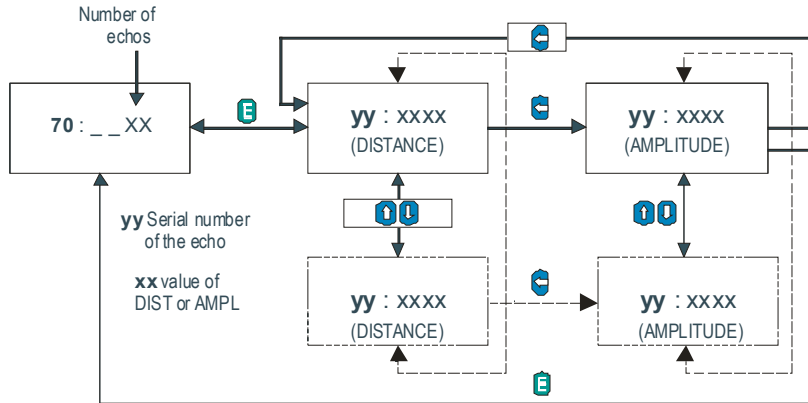 Number of
echos
70 : _ _ XX
E
yy : xxxx
(DISTANCE)
yy : xxxx
(AMPLITUDE)
yy Serial number
of the echo
xx value of
DIST or AMPL
yy : xxxx
(DISTANCE)
yy : xxxx
(AMPLITUDE)
E